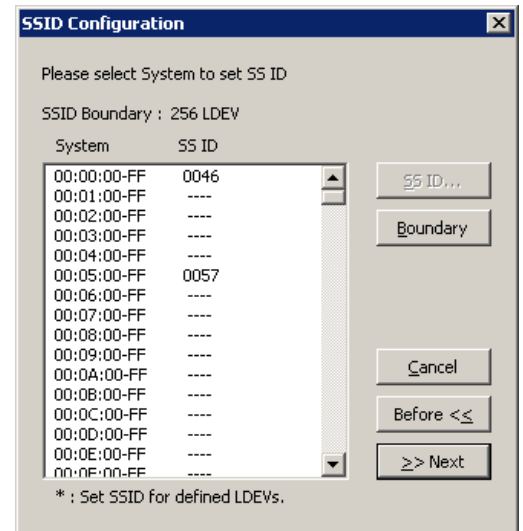 SSID Configuration
Please select System to set SS ID
SSID Boundary : 256 LDEV
System SS ID
00:00:00-FF 0046
00:01:00-FF ----
00:02:00-FF ----
00:03:00-FF ----
00:04:00-FF ----
00:05:00-FF 0057
00:06:00-FF ----
00:07:00-FF ----
00:08:00-FF ----
00:09:00-FF ----
00:0A:00-FF ----
00:0B:00-FF ----
00:0C:00-FF ----
00:0D:00-FF ----
00:0E:00-FF ----
00:0F:00-FF ----
SS ID...
Boundary
Cancel
Before <<
>> Next
* : Set SSID for defined LDEVs.